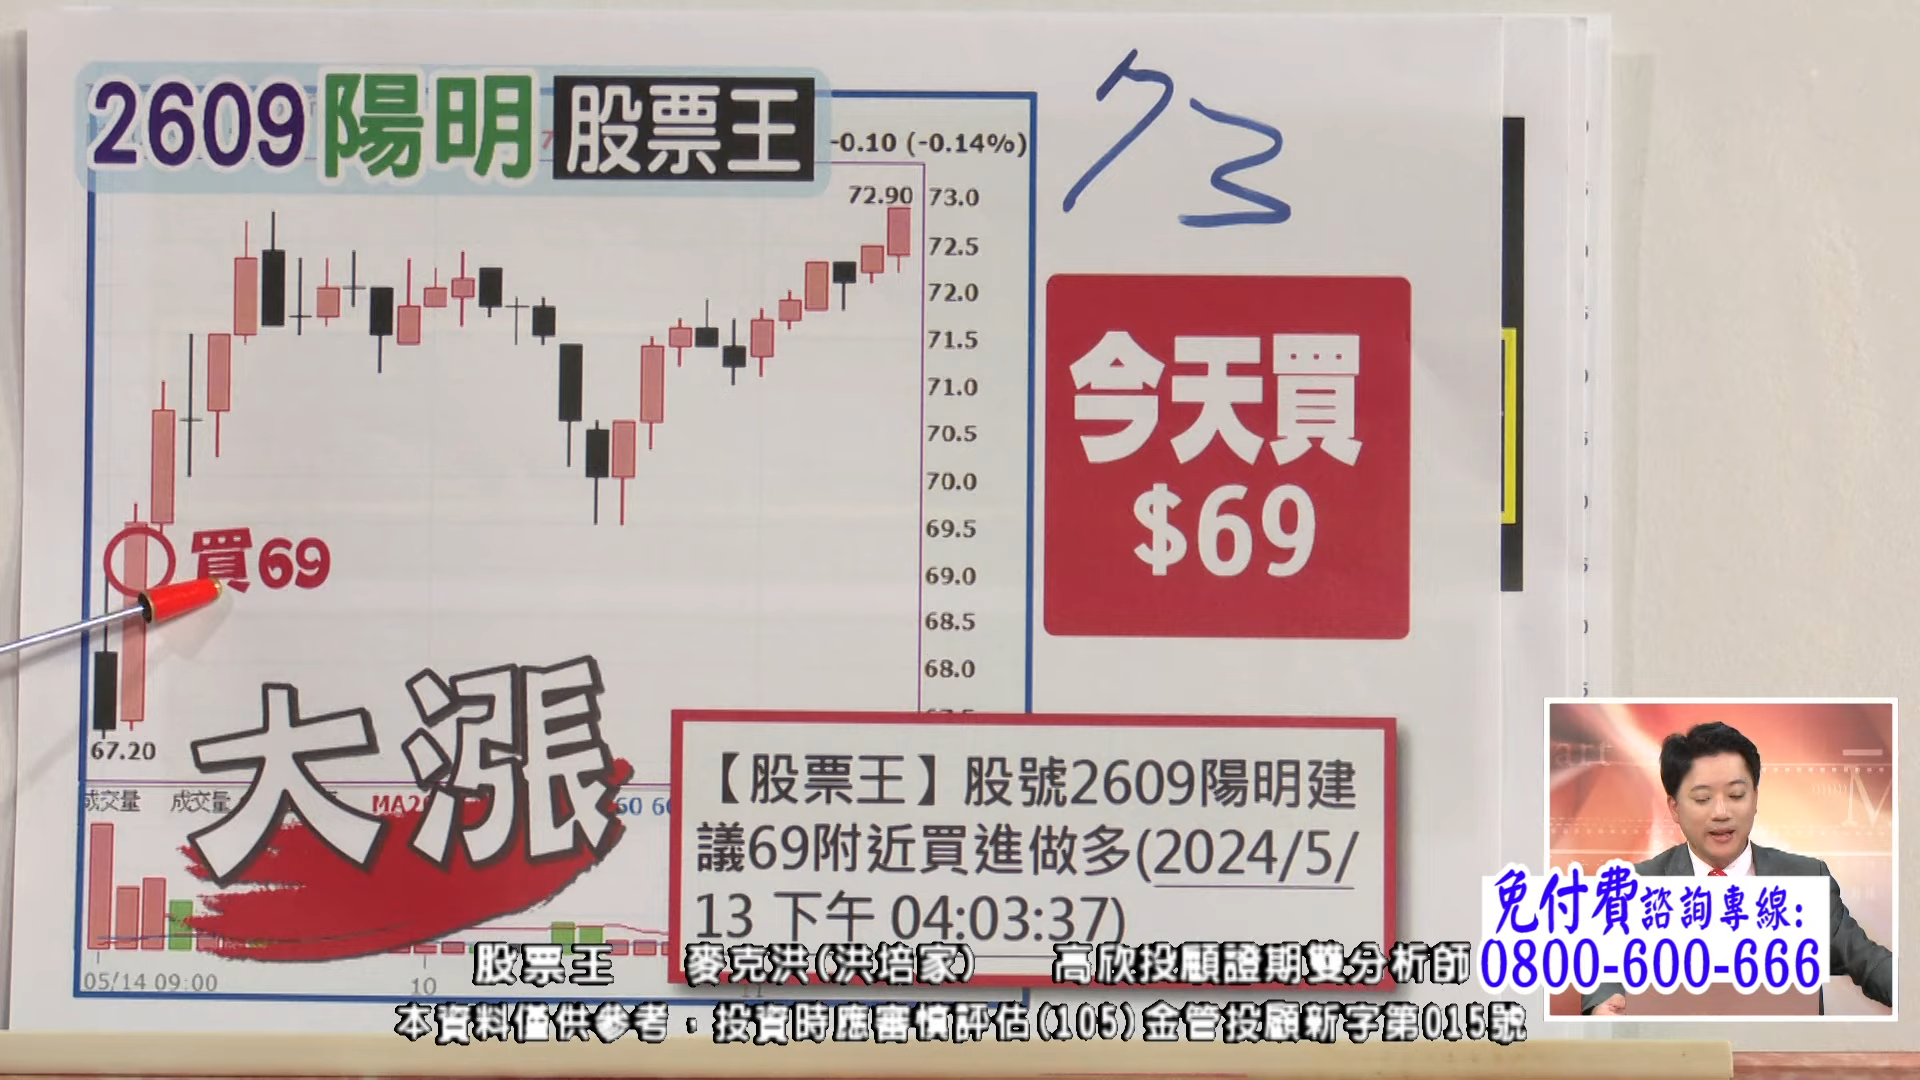 2609陽明 股票王
-0.10 (-0.14%)
73
72.90
73.0
72.5
72.0
71.5
71.0
70.5
70.0
69.5
69.0
68.5
68.0
今天買
$69
買69
67.20
大漲
成交量 成交量
05/14 09:00
10
【股票王】股號2609陽明建
議69附近買進做多(2024/5/
13 下午 04:03:37)
免付費諮詢專線:
0800-600-666
股票王 麥克洪(洪培家) 高欣投顧證期雙分析師
本資料僅供參考,投資時應審慎評估(105)金管投顧新字第015號